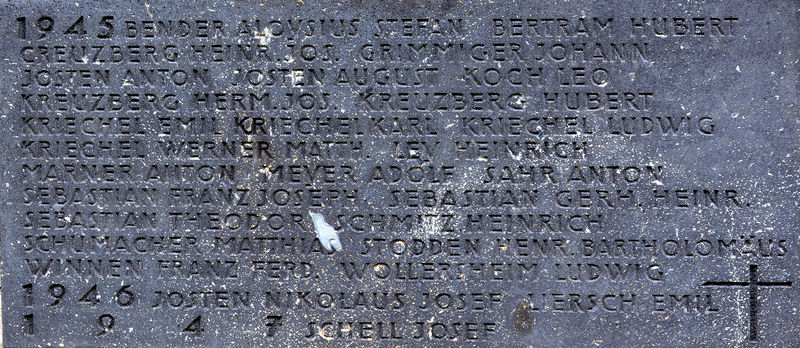 1945 BENDER ALOYSIUS STEFAN BERTRAM HUBERT
CREUZBERG HEINR. JOS. GRIMMIGER JOHANN
JOSTEN ANTON JOSTEN AUGUST KOCH LEO
KREUZBERG HERM. JOS. KREUZBERG HUBERT
KRIECHEL EMIL KRIECHEL KARL KRIECHEL LUDWIG
KRIECHEL WERNER MATTH. LEY HEINRICH
MARNER ANTON MEYER ADOLF SAHR ANTON
SEBASTIAN FRANZ JOSEPH SEBASTIAN GERH. HEINR.
SEBASTIAN THEODOR SCHMITZ HEINRICH
SCHUMACHER MATTHIAS STODDEN HENR. BARTHOLOMÄUS
WINNEN FRANZ FERD. WOLLERSHEIM LUDWIG
1946 JOSTEN NIKOLAUS JOSEF LIERSCH EMIL
1947 SCHELL JOSEF